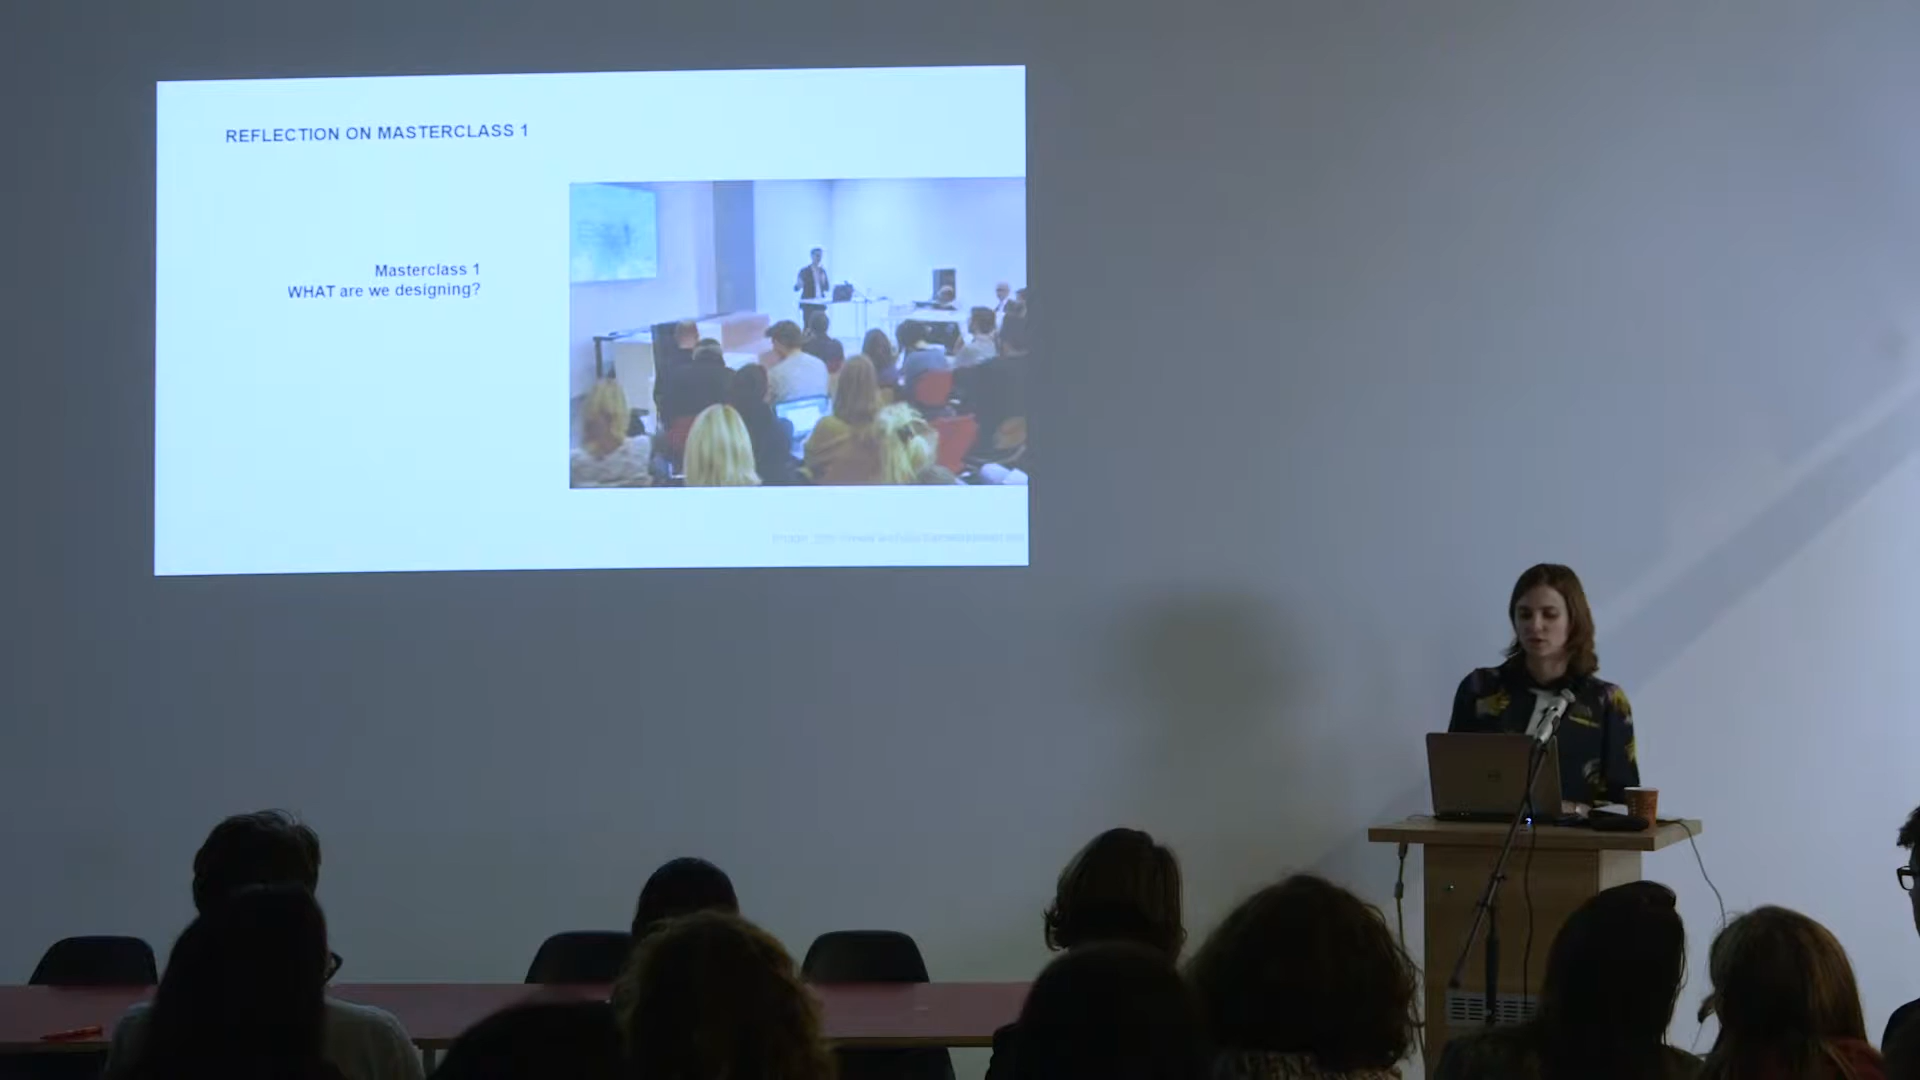 REFLECTION ON MASTERCLASS 1
Masterclass 1
WHAT are we designing?